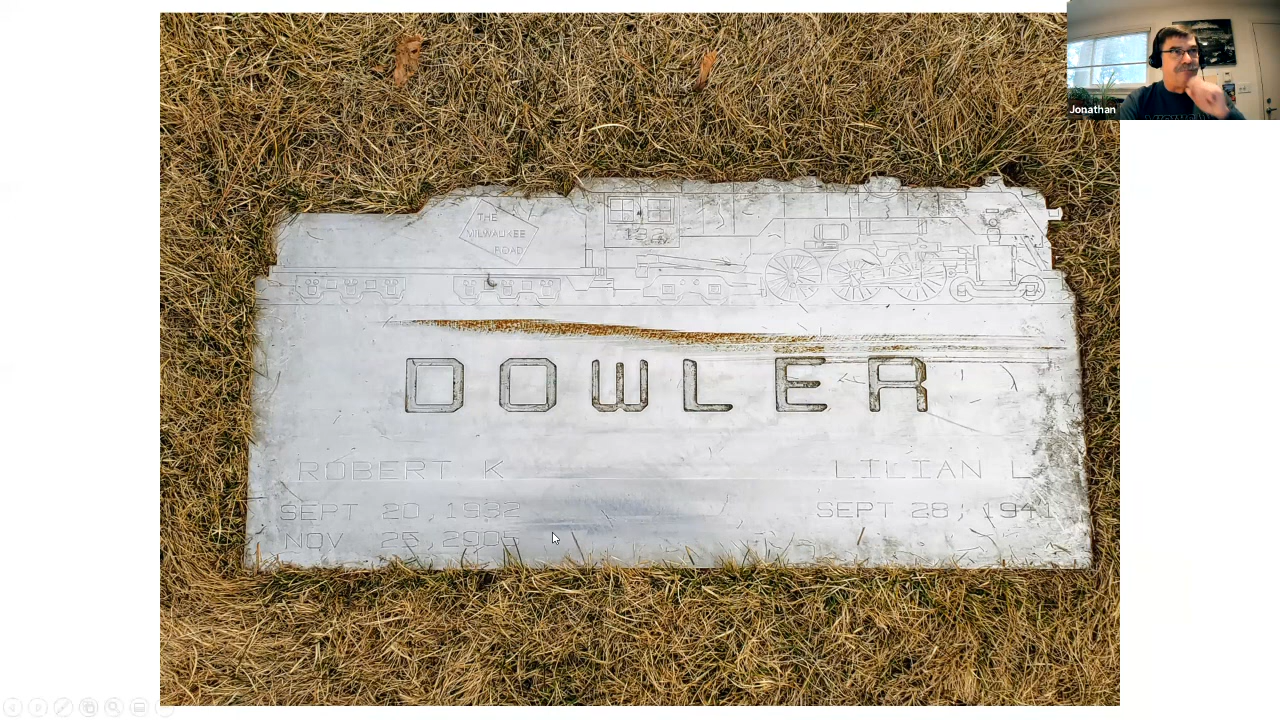 Jonathan
THE
MILWAUKEE
ROAD
DOWLER
ROBERT K
LILIAN L
SEPT 20, 1932
SEPT 28, 1941
NOV 25, 2005